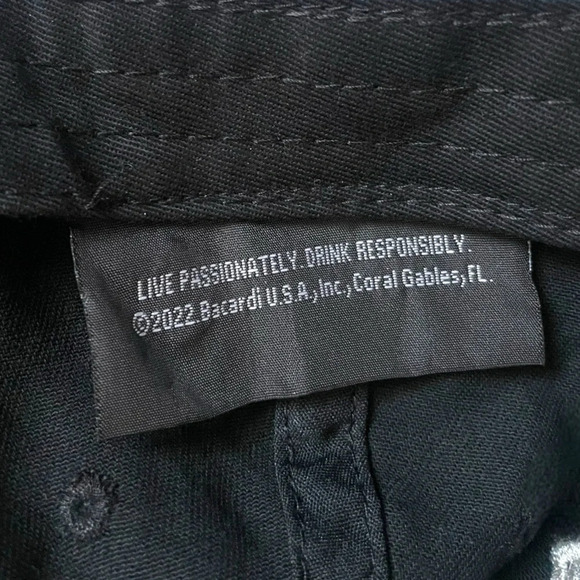 LIVE PASSIONATELY. DRINK RESPONSIBLY.
©2022. Bacardi U.S.A., Inc., Coral Gables, FL.